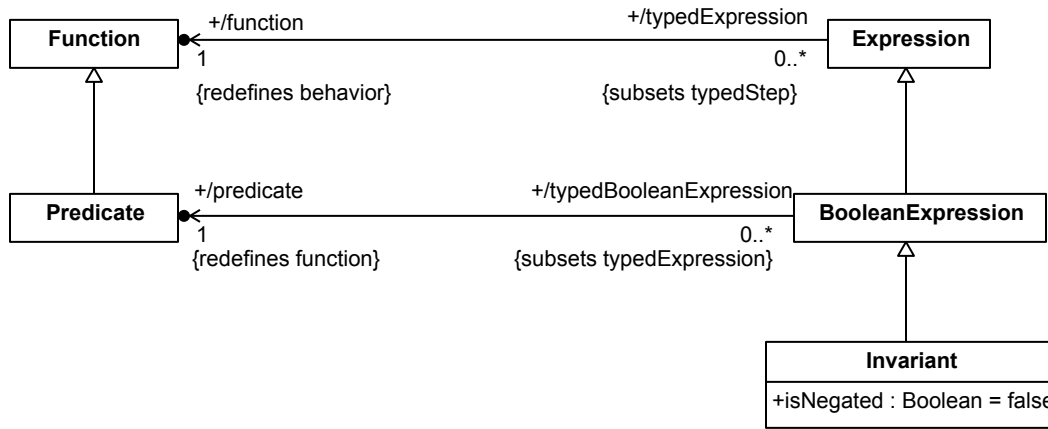 +/function +/typedExpression
Function Expression
1 0..*
{redefines behavior} {subsets typedStep}
+/predicate +/typedBooleanExpression
Predicate BooleanExpression
1 0..*
{redefines function} {subsets typedExpression}
Invariant
+isNegated : Boolean = false